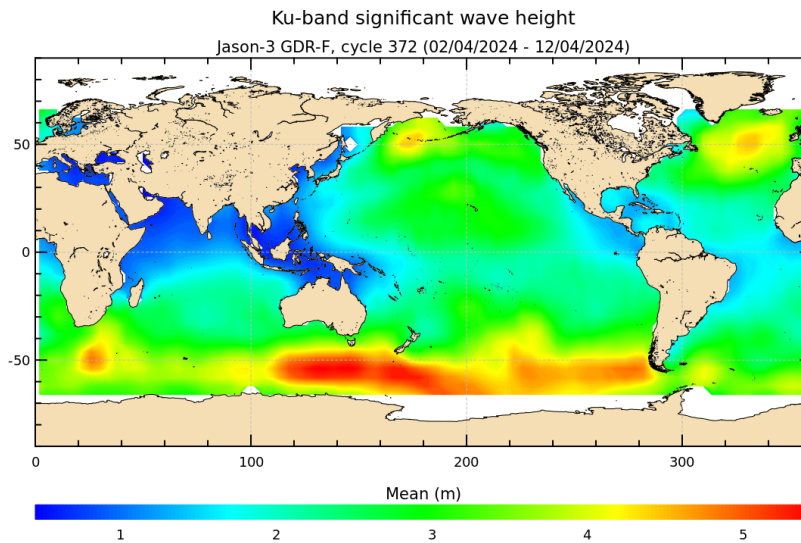 Ku-band significant wave height
Jason-3 GDR-F, cycle 372 (02/04/2024 - 12/04/2024)
50
0
-50
-90
0 100 200 300
Mean (m)
1 2 3 4 5